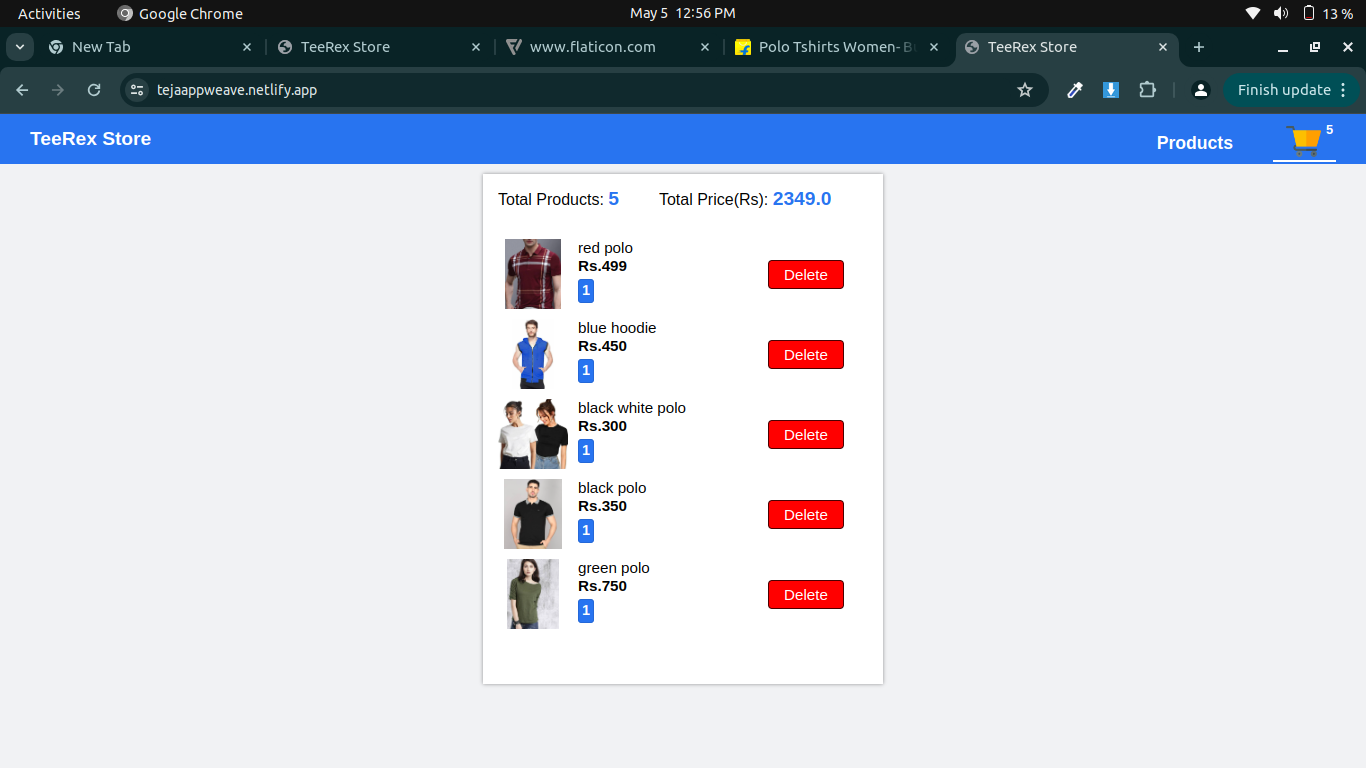 Activities Google Chrome May 5 12:56 PM 13 %
New Tab TeeRex Store www.flaticon.com Polo Tshirts Women- B TeeRex Store
tejaappweave.netlify.app Finish update
TeeRex Store Products 5
Total Products: 5 Total Price(Rs): 2349.0
red polo
Rs.499
1
Delete
blue hoodie
Rs.450
1
Delete
black white polo
Rs.300
1
Delete
black polo
Rs.350
1
Delete
green polo
Rs.750
1
Delete